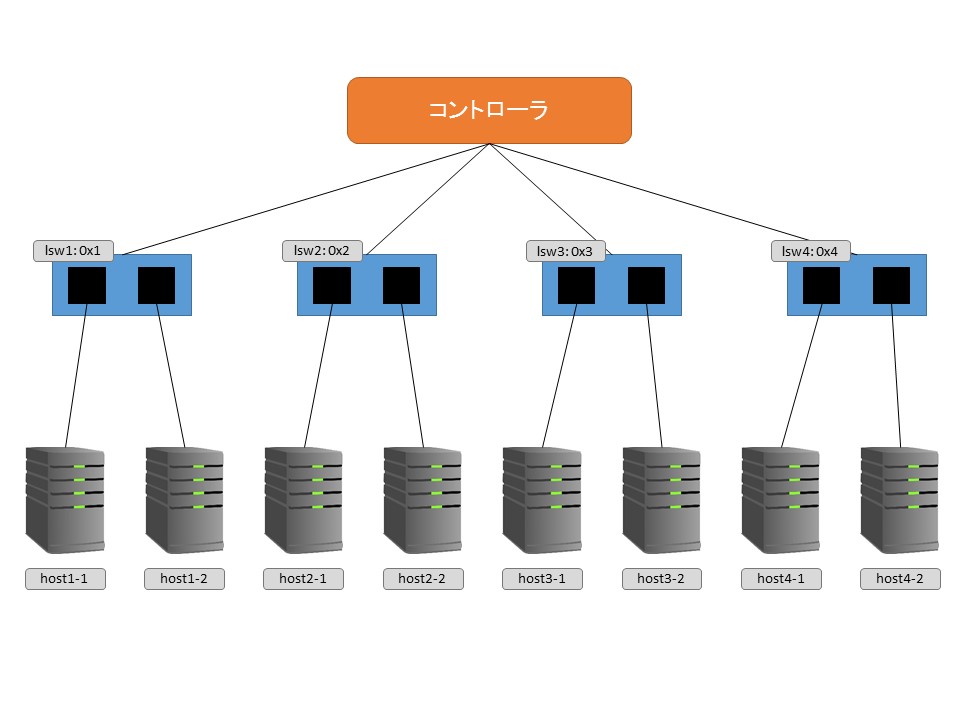 コントローラ
lsw1:0x1
lsw2:0x2
lsw3:0x3
lsw4:0x4
host1-1
host1-2
host2-1
host2-2
host3-1
host3-2
host4-1
host4-2